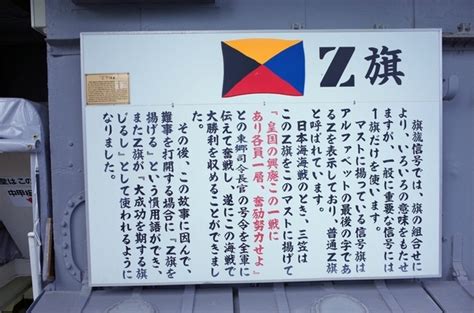 Z旗
旗旒信号では、旗の組合せに
より、いろいろの意味をもたせ
ますが、一般に重要な信号には
1旗だけを使います。
マストに揚っている信号旗は
アルファベットの最後の字であ
るZを表示しており、普通Z旗
と呼ばれています。
日本海海戦のとき、三笠は
このZ旗をこのマストに揚げて
『皇国の興廃この一戦に
あり各員一層、奮励努力せよ』
との東郷司令長官の号令を全軍に
伝えて奮戦し、遂にこの海戦で
大勝利を収めることができまし
た。
その後、この故事に因んで、
難事を打開する場合に「Z旗を
揚げる」という慣用語ができ、
またZ旗が、「大成功を期する旗
じるし」として使われるように
なりました。
はこの
中甲板